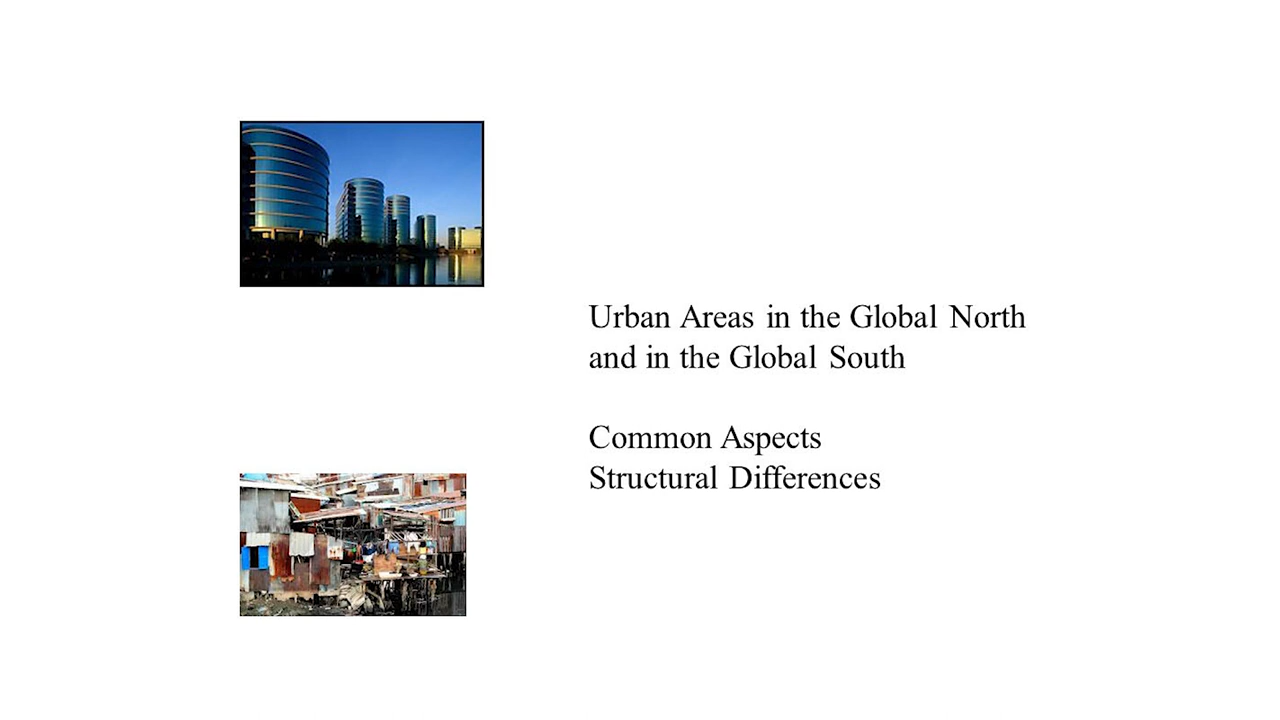 Urban Areas in the Global North
and in the Global South
Common Aspects
Structural Differences